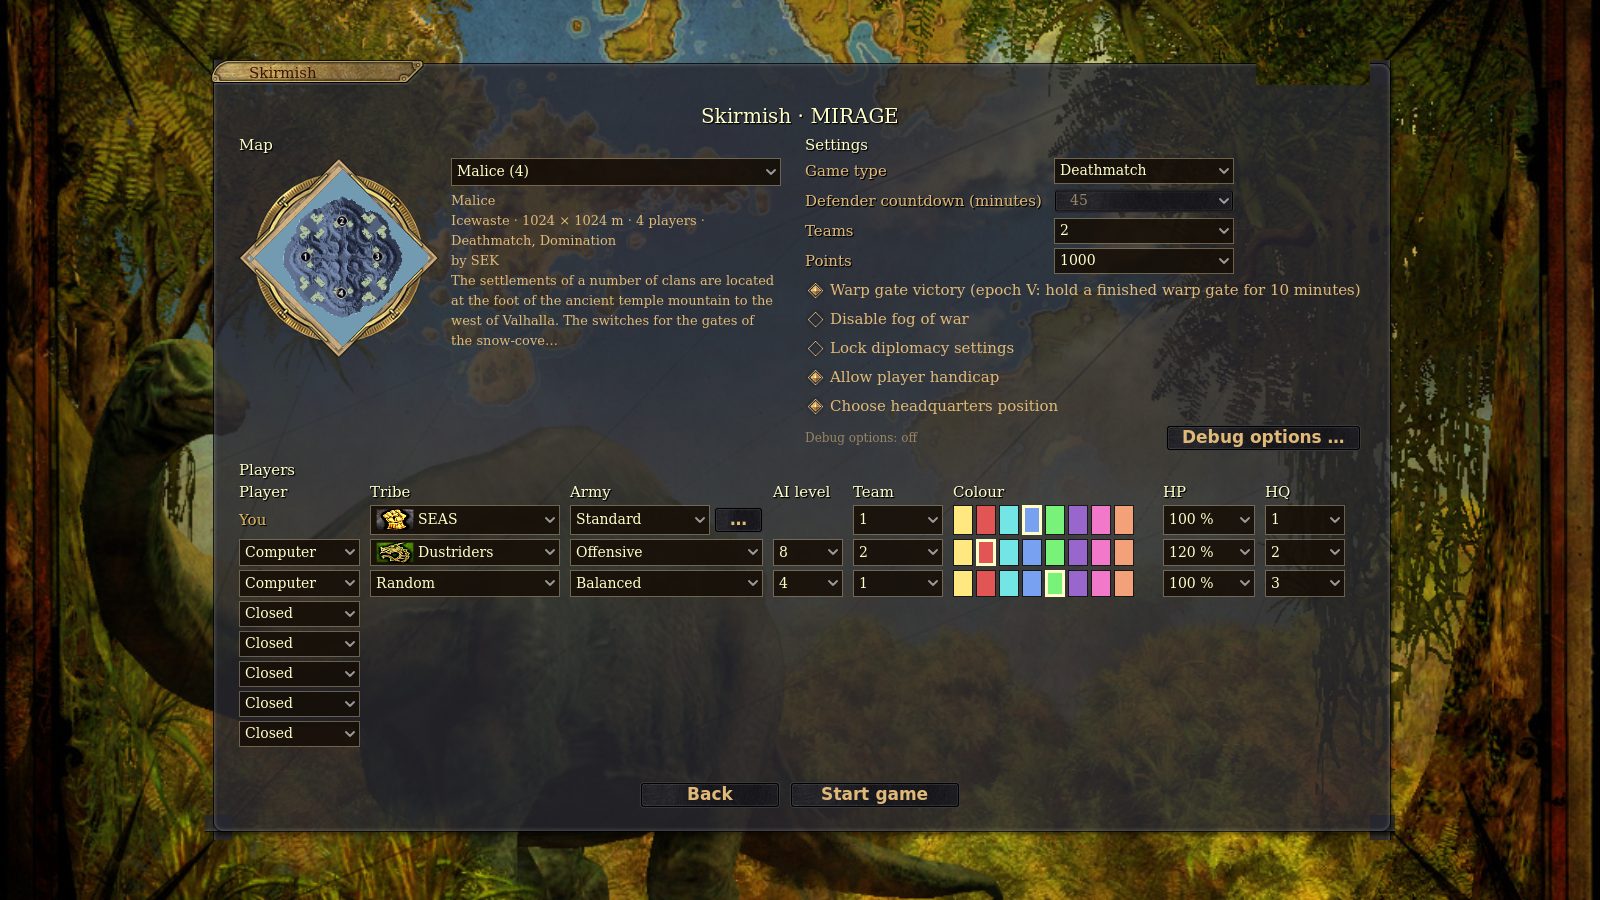 Skirmish
Skirmish · MIRAGE
Map
Malice (4)
Malice
Icewaste · 1024 × 1024 m · 4 players ·
Deathmatch, Domination
by SEK
The settlements of a number of clans are located
at the foot of the ancient temple mountain to the
west of Valhalla. The switches for the gates of
the snow-cove...
2
1
3
4
Settings
Game type Deathmatch
Defender countdown (minutes) 45
Teams 2
Points 1000
Warp gate victory (epoch V: hold a finished warp gate for 10 minutes)
Disable fog of war
Lock diplomacy settings
Allow player handicap
Choose headquarters position
Debug options: off Debug options ...
Players
Player Tribe Army AI level Team Colour HP HQ
You SEAS Standard ... 1 100 % 1
Computer Dustriders Offensive 8 2 120 % 2
Computer Random Balanced 4 1 100 % 3
Closed
Closed
Closed
Closed
Closed
Back Start game